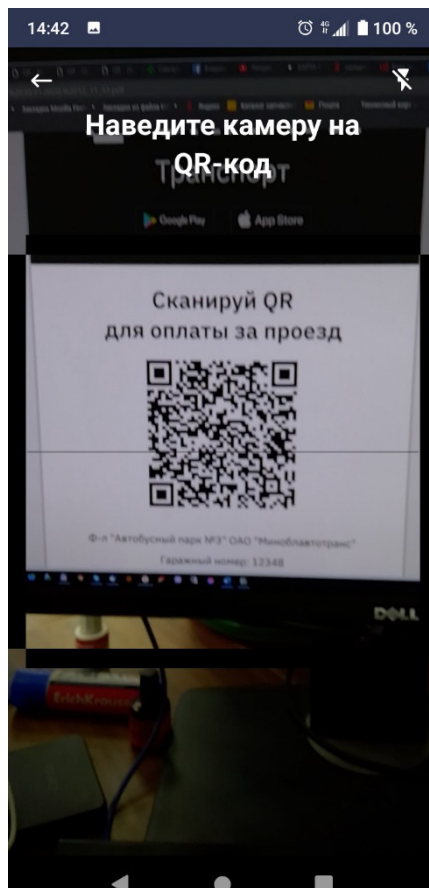 14:42
4G
100 %
Наведите камеру на
QR-код
Транспорт
Google Play
App Store
Сканируй QR
для оплаты за проезд
Ф-л "Автобусный парк №3" ОАО "Миноблавтотранс"
Гаражный номер: 12348
DELL
ErichKrause